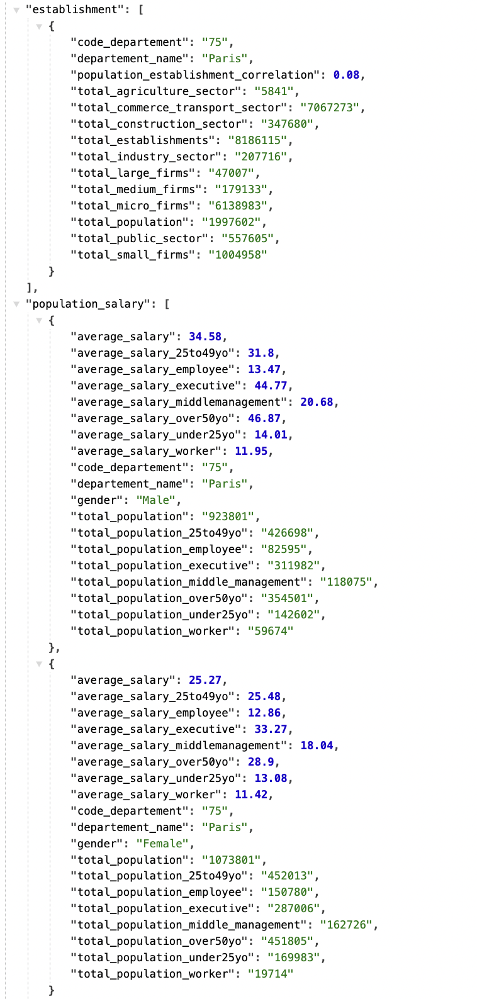 "establishment": [
{
"code_departement": "75",
"departement_name": "Paris",
"population_establishment_correlation": 0.08,
"total_agriculture_sector": "5841",
"total_commerce_transport_sector": "7067273",
"total_construction_sector": "347680",
"total_establishments": "8186115",
"total_industry_sector": "207716",
"total_large_firms": "47007",
"total_medium_firms": "179133",
"total_micro_firms": "6138983",
"total_population": "1997602",
"total_public_sector": "557605",
"total_small_firms": "1004958"
}
],
"population_salary": [
{
"average_salary": 34.58,
"average_salary_25to49yo": 31.8,
"average_salary_employee": 13.47,
"average_salary_executive": 44.77,
"average_salary_middlemanagement": 20.68,
"average_salary_over50yo": 46.87,
"average_salary_under25yo": 14.01,
"average_salary_worker": 11.95,
"code_departement": "75",
"departement_name": "Paris",
"gender": "Male",
"total_population": "923801",
"total_population_25to49yo": "426698",
"total_population_employee": "82595",
"total_population_executive": "311982",
"total_population_middle_management": "118075",
"total_population_over50yo": "354501",
"total_population_under25yo": "142602",
"total_population_worker": "59674"
},
{
"average_salary": 25.27,
"average_salary_25to49yo": 25.48,
"average_salary_employee": 12.86,
"average_salary_executive": 33.27,
"average_salary_middlemanagement": 18.04,
"average_salary_over50yo": 28.9,
"average_salary_under25yo": 13.08,
"average_salary_worker": 11.42,
"code_departement": "75",
"departement_name": "Paris",
"gender": "Female",
"total_population": "1073801",
"total_population_25to49yo": "452013",
"total_population_employee": "150780",
"total_population_executive": "287006",
"total_population_middle_management": "162726",
"total_population_over50yo": "451805",
"total_population_under25yo": "169983",
"total_population_worker": "19714"
}